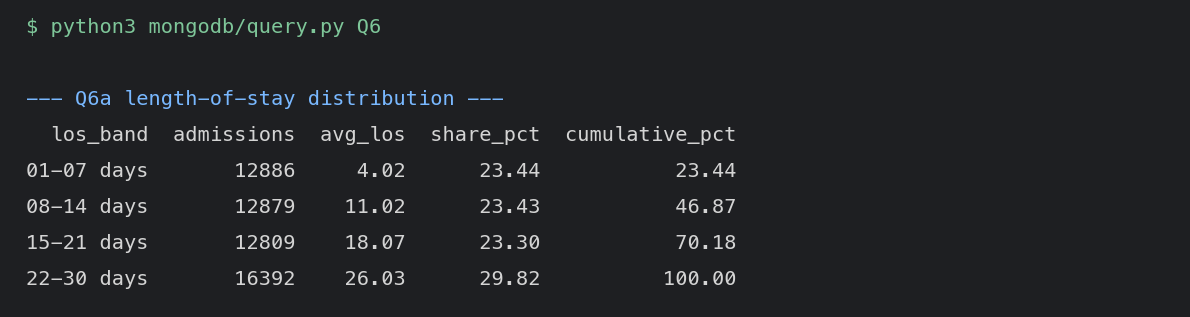 $ python3 mongodb/query.py Q6
--- Q6a length-of-stay distribution ---
los_band admissions avg_los share_pct cumulative_pct
01-07 days 12886 4.02 23.44 23.44
08-14 days 12879 11.02 23.43 46.87
15-21 days 12809 18.07 23.30 70.18
22-30 days 16392 26.03 29.82 100.00